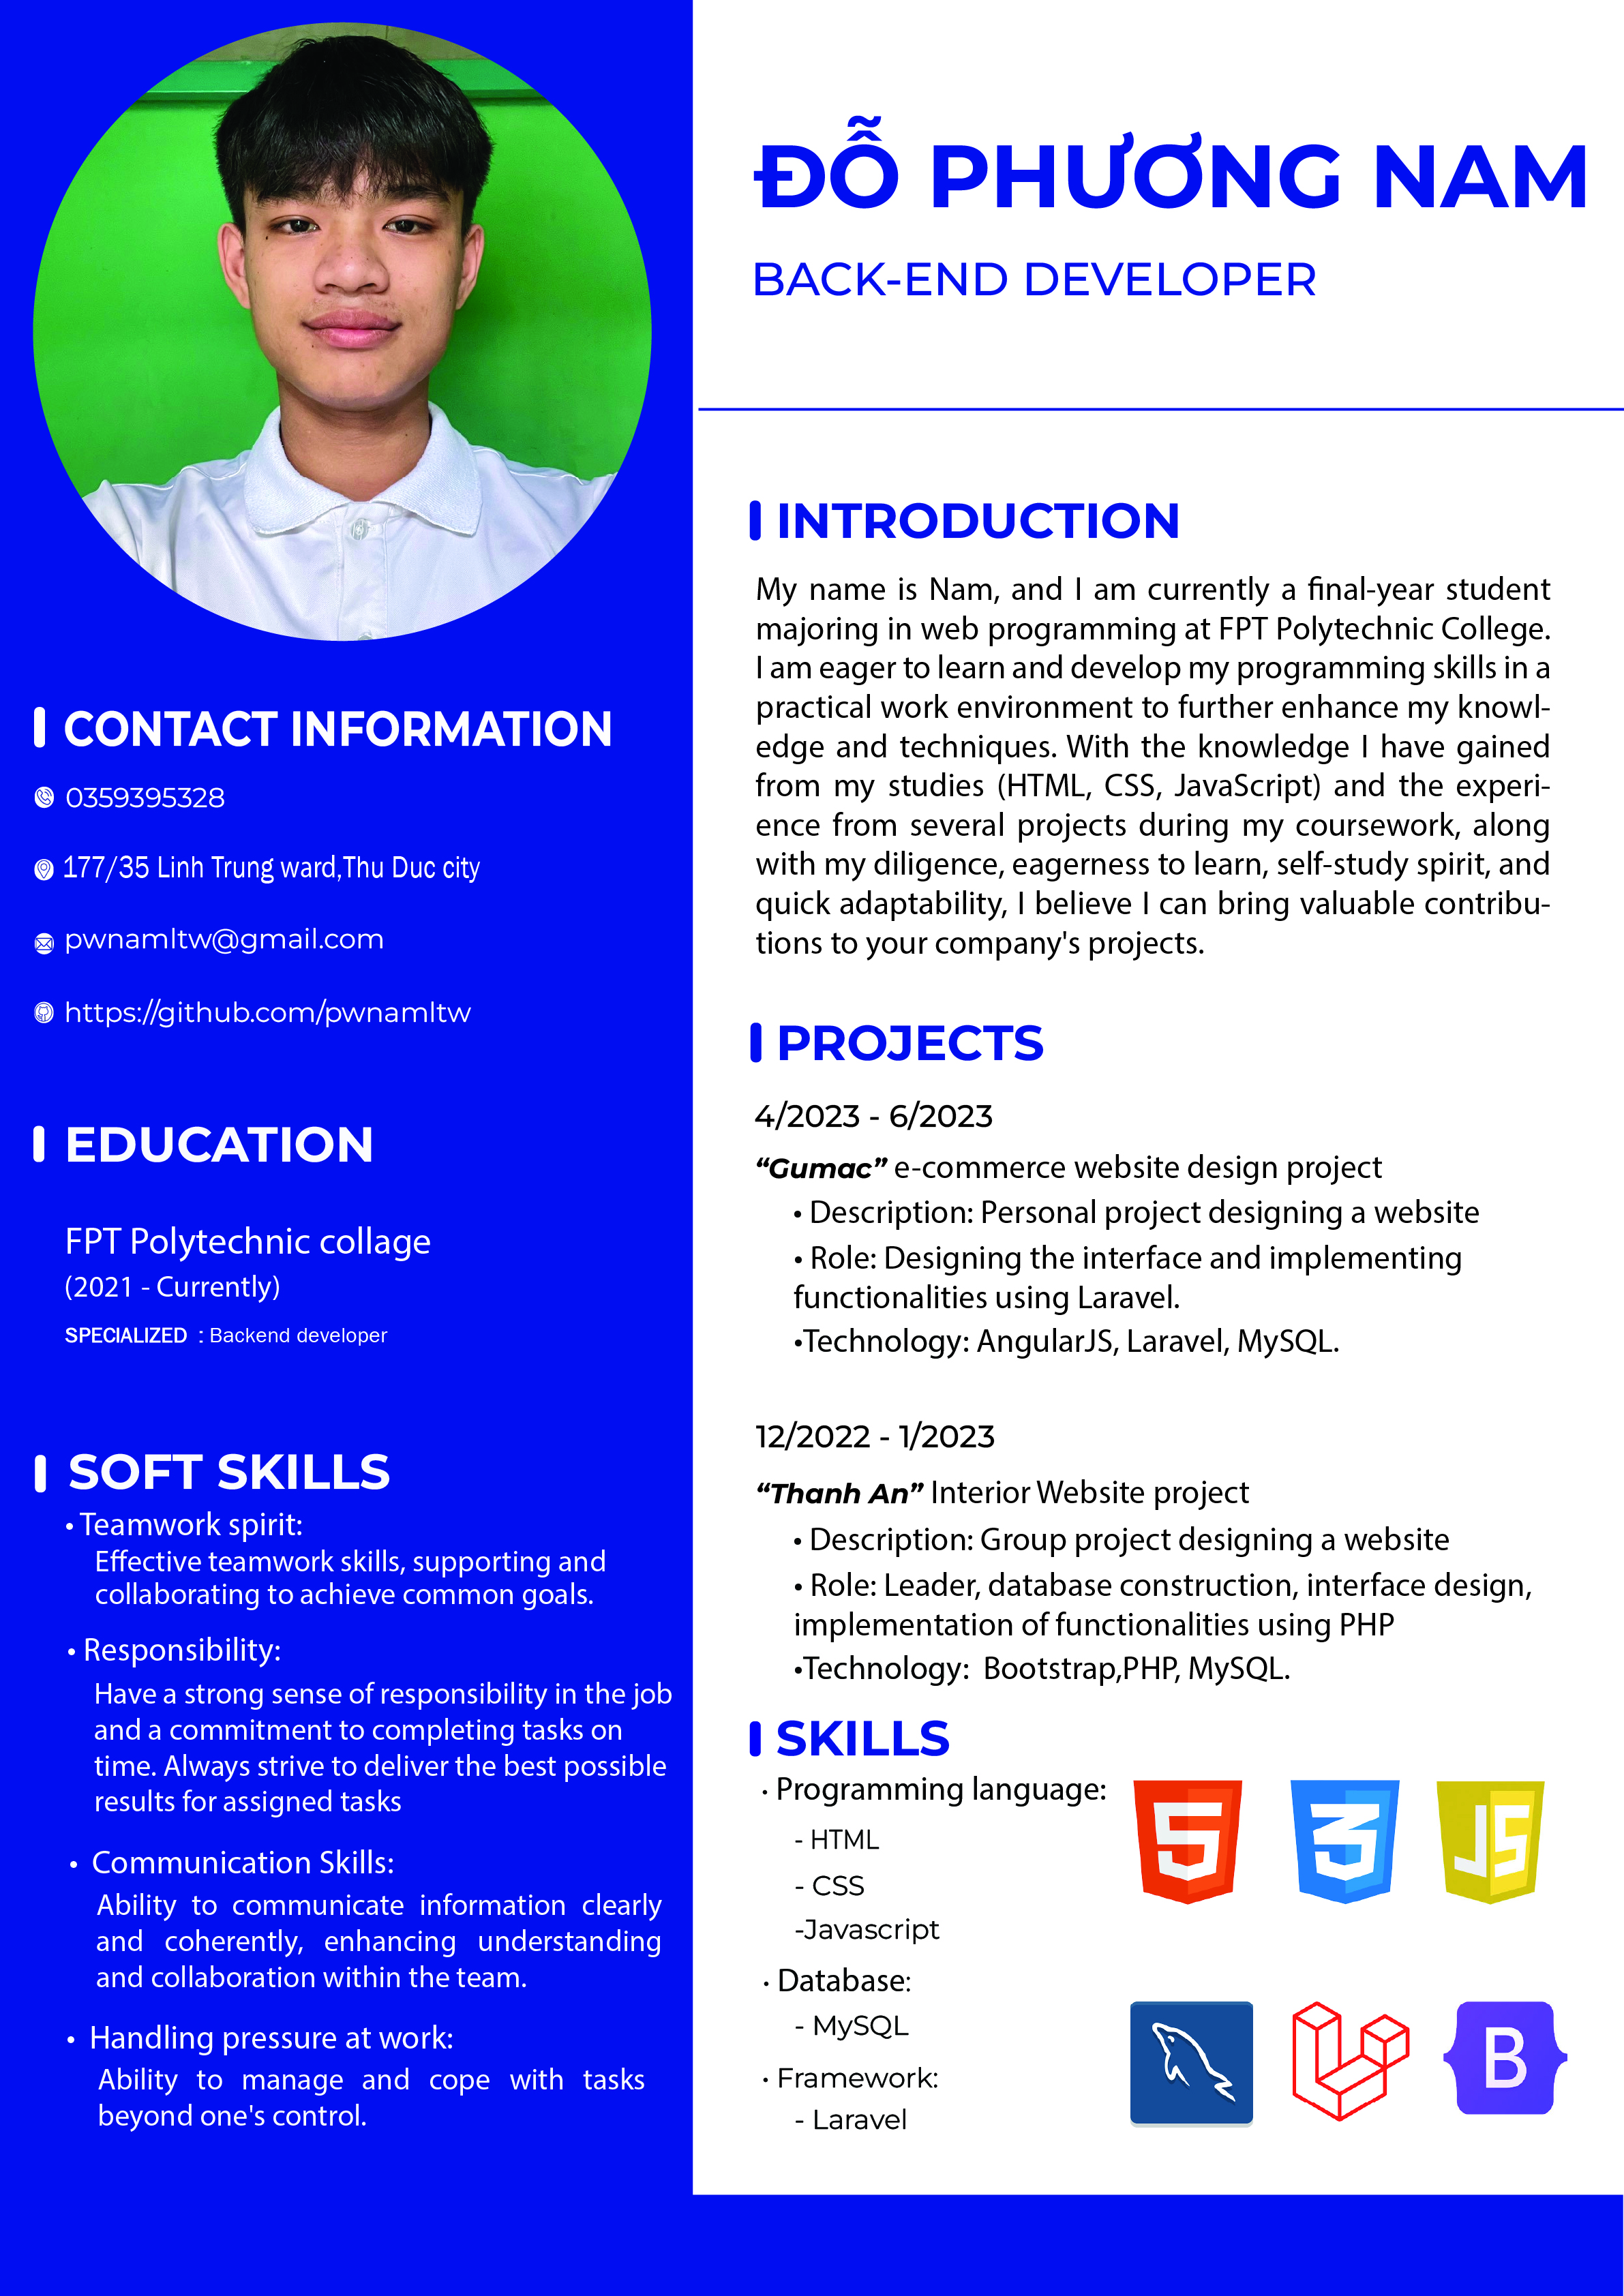 ĐỖ PHƯƠNG NAM
BACK-END DEVELOPER
CONTACT INFORMATION
0359395328
177/35 Linh Trung ward,Thu Duc city
pwnamltw@gmail.com
https://github.com/pwnamltw
EDUCATION
FPT Polytechnic collage
(2021 - Currently)
SPECIALIZED : Backend developer
SOFT SKILLS
• Teamwork spirit:
Effective teamwork skills, supporting and
collaborating to achieve common goals.
• Responsibility:
Have a strong sense of responsibility in the job
and a commitment to completing tasks on
time. Always strive to deliver the best possible
results for assigned tasks
• Communication Skills:
Ability to communicate information clearly
and coherently, enhancing understanding
and collaboration within the team.
• Handling pressure at work:
Ability to manage and cope with tasks
beyond one's control.
INTRODUCTION
My name is Nam, and I am currently a final-year student
majoring in web programming at FPT Polytechnic College.
I am eager to learn and develop my programming skills in a
practical work environment to further enhance my knowl-
edge and techniques. With the knowledge I have gained
from my studies (HTML, CSS, JavaScript) and the experi-
ence from several projects during my coursework, along
with my diligence, eagerness to learn, self-study spirit, and
quick adaptability, I believe I can bring valuable contribu-
tions to your company's projects.
PROJECTS
4/2023 - 6/2023
“Gumac” e-commerce website design project
• Description: Personal project designing a website
• Role: Designing the interface and implementing
functionalities using Laravel.
•Technology: AngularJS, Laravel, MySQL.
12/2022 - 1/2023
“Thanh An” Interior Website project
• Description: Group project designing a website
• Role: Leader, database construction, interface design,
implementation of functionalities using PHP
•Technology: Bootstrap,PHP, MySQL.
SKILLS
• Programming language:
- HTML
- CSS
-Javascript
• Database:
- MySQL
• Framework:
- Laravel
5
3
JS
B